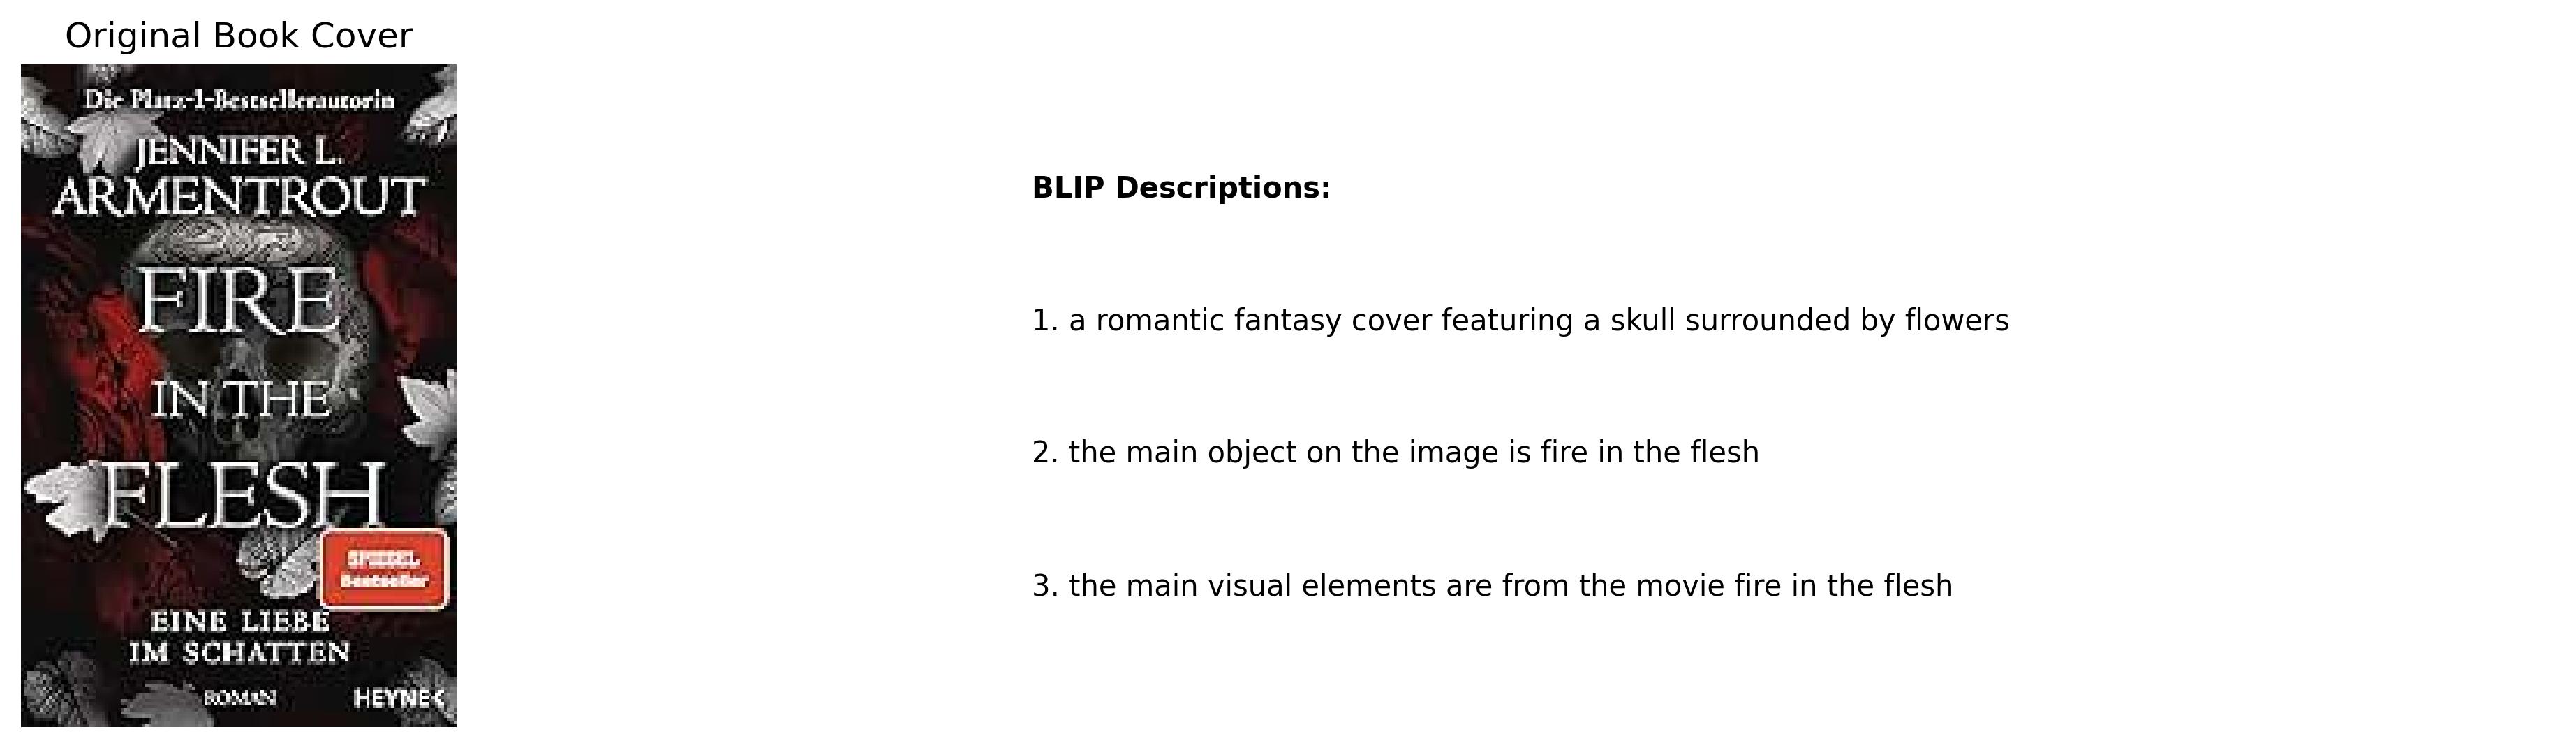 Original Book Cover
Die Platz-1-Bestsellerautorin
JENNIFER L.
ARMENTROUT
FIRE
IN THE
FLESH
SPIEGEL
Bestseller
EINE LIEBE
IM SCHATTEN
ROMAN
HEYNE<
BLIP Descriptions:
1. a romantic fantasy cover featuring a skull surrounded by flowers
2. the main object on the image is fire in the flesh
3. the main visual elements are from the movie fire in the flesh